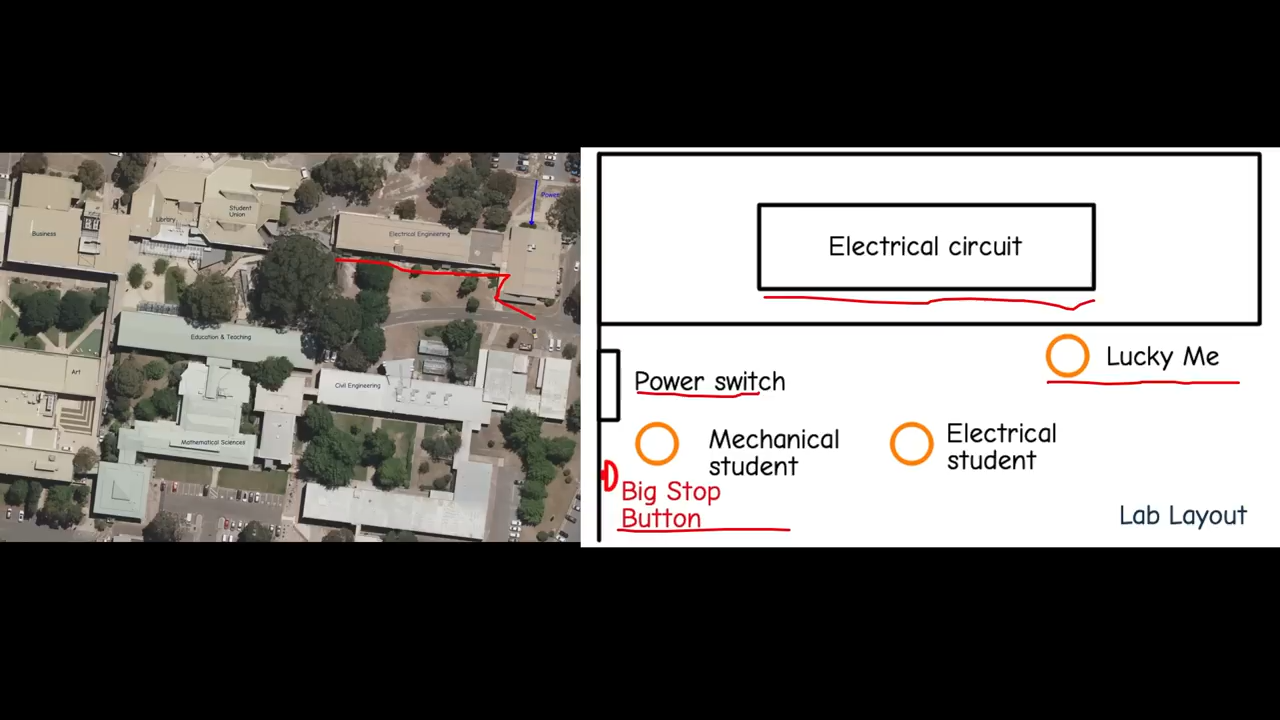 Business
Library
Student
Union
Electrical Engineering
Power
Education & Teaching
Art
Civil Engineering
Mathematical Sciences
Electrical circuit
Lucky Me
Power switch
Mechanical
student
Electrical
student
Big Stop
Button
Lab Layout